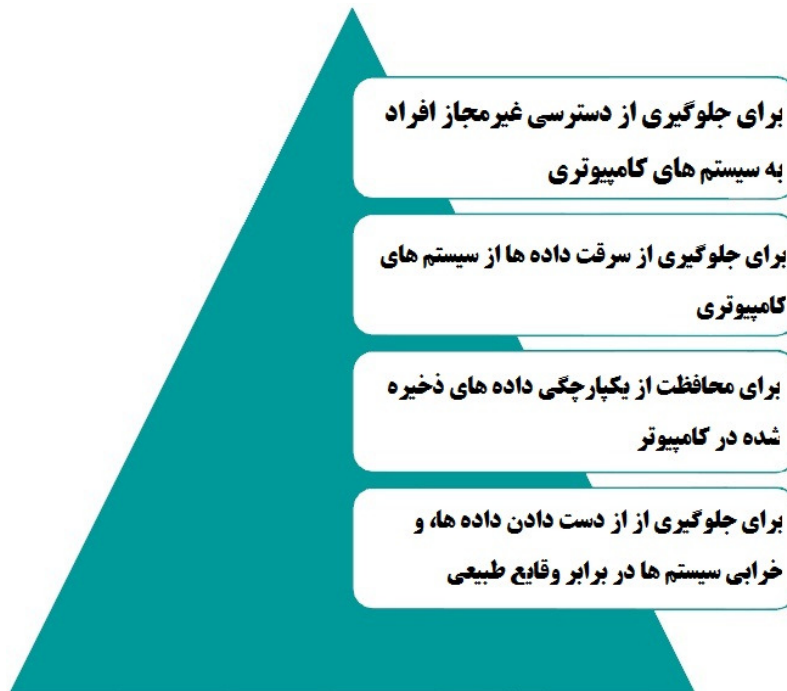 برای جلوگیری از دسترسی غیرمجاز افراد
به سیستم های کامپیوتری
برای جلوگیری از سرقت داده ها از سیستم های
کامپیوتری
برای محافظت از یکپارچگی داده های ذخیره
شده در کامپیوتر
برای جلوگیری از از دست دادن داده ها، و
خرابی سیستم ها در برابر وقایع طبیعی